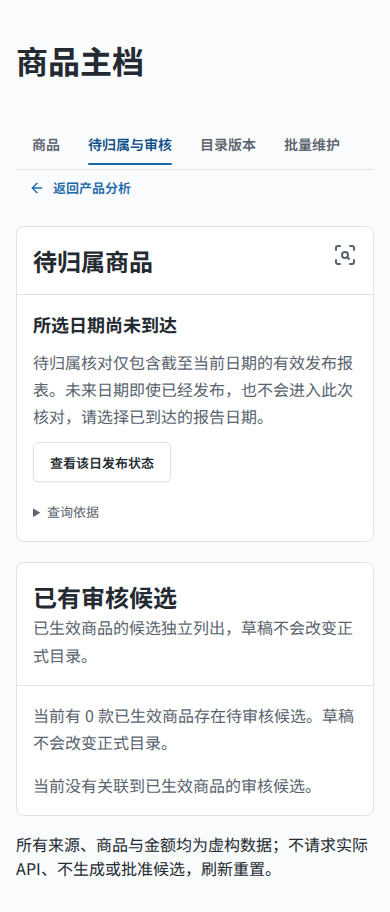 商品主档
商品 待归属与审核 目录版本 批量维护
← 返回产品分析
待归属商品
所选日期尚未到达
待归属核对仅包含截至当前日期的有效发布报
表。未来日期即使已经发布，也不会进入此次
核对，请选择已到达的报告日期。
查看该日发布状态
▶ 查询依据
已有审核候选
已生效商品的候选独立列出，草稿不会改变正
式目录。
当前有 0 款已生效商品存在待审核候选。草稿
不会改变正式目录。
当前没有关联到已生效商品的审核候选。
所有来源、商品与金额均为虚构数据；不请求实际
API、不生成或批准候选，刷新重置。